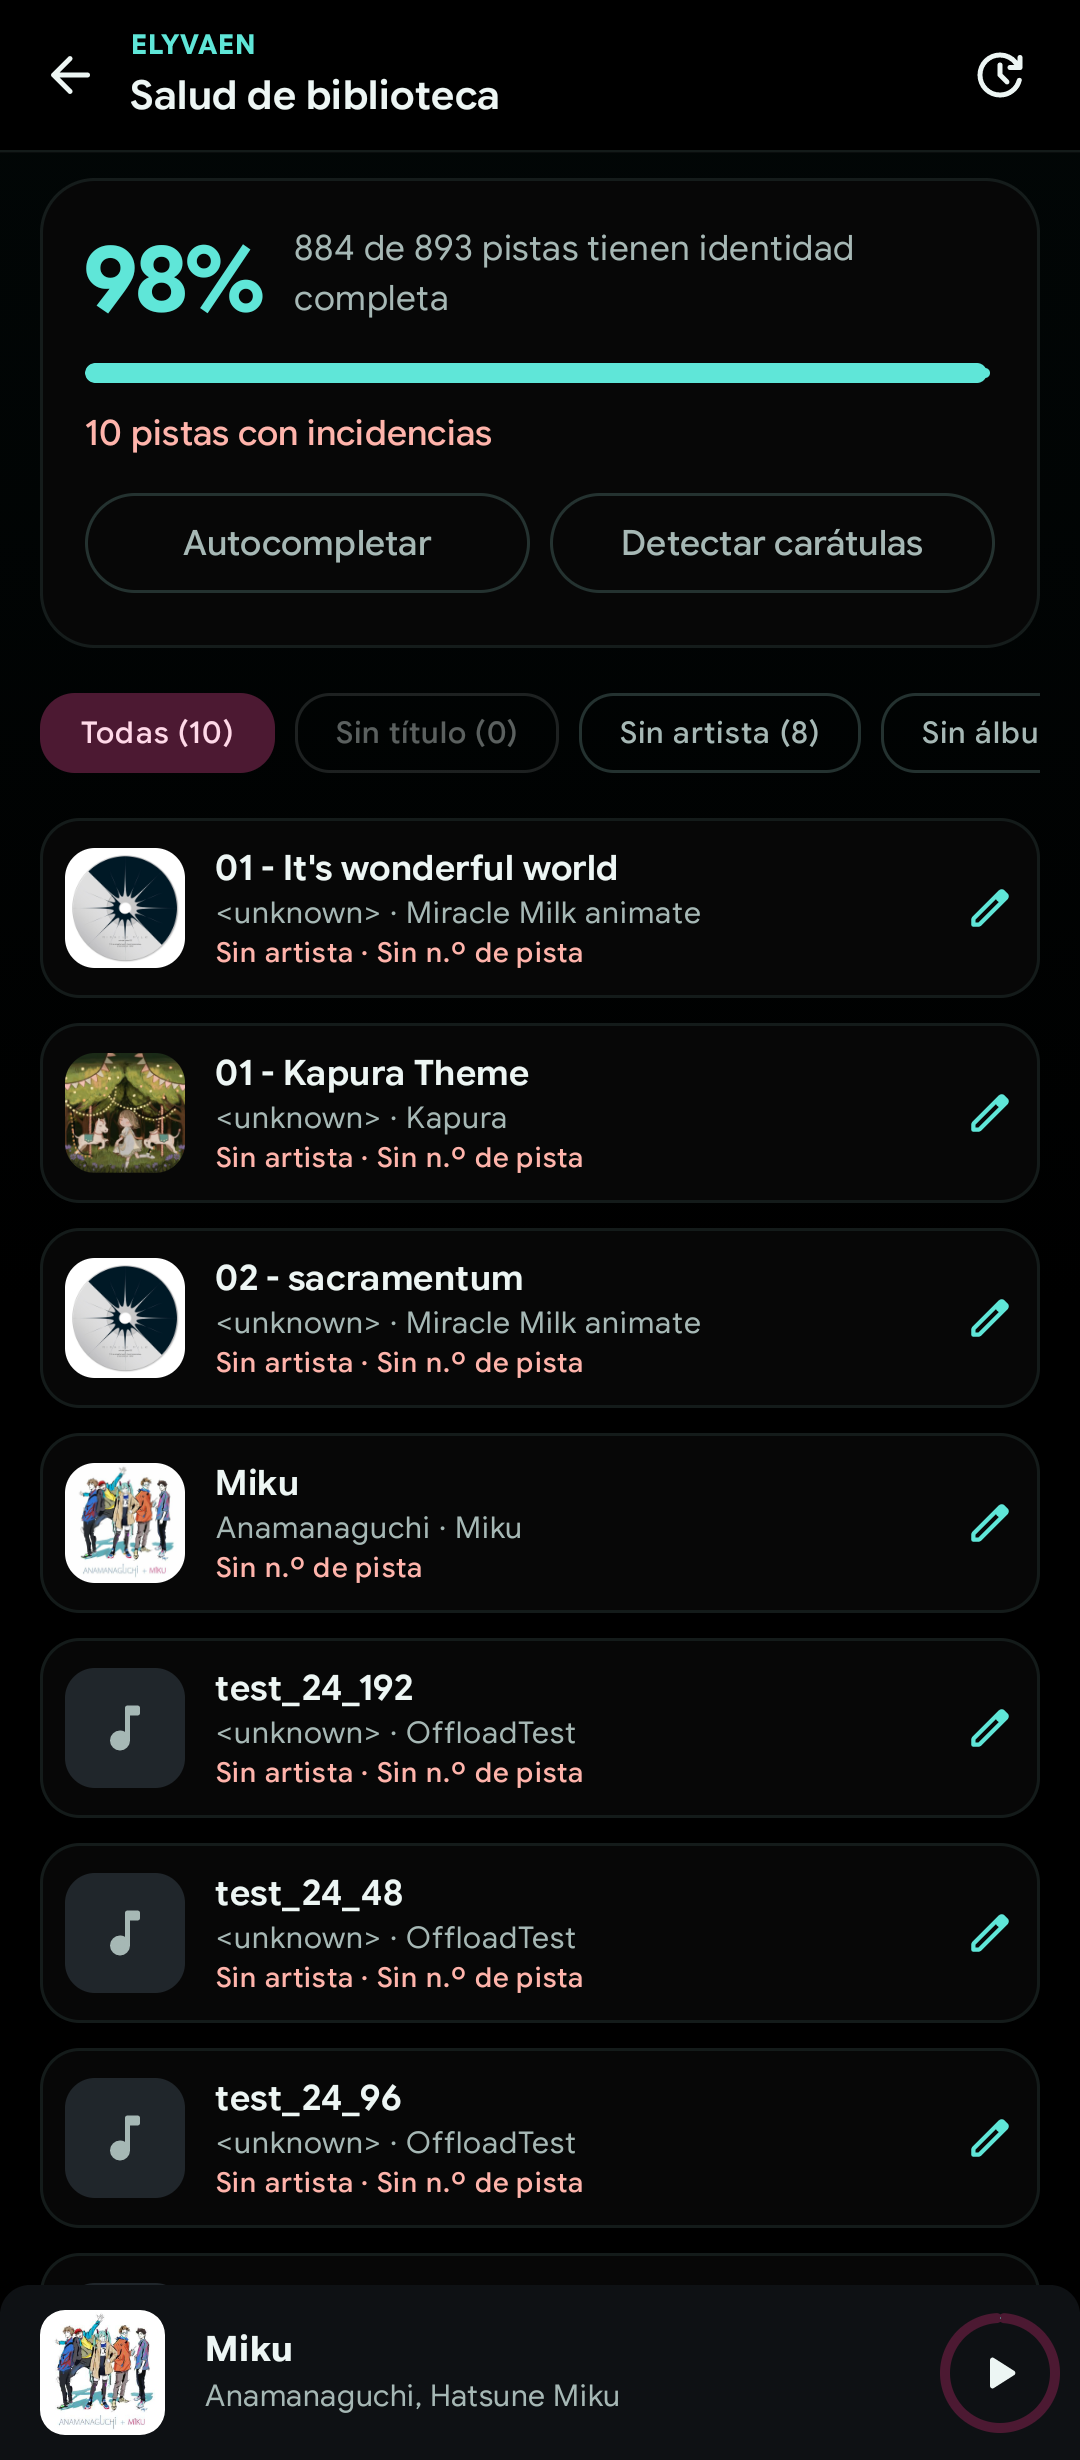 ELYVAEN
Salud de biblioteca
98%
884 de 893 pistas tienen identidad
completa
10 pistas con incidencias
Autocompletar
Detectar carátulas
Todas (10)
Sin título (0)
Sin artista (8)
Sin álbu
01 - It's wonderful world
<unknown> · Miracle Milk animate
Sin artista · Sin n.º de pista
01 - Kapura Theme
<unknown> · Kapura
Sin artista · Sin n.º de pista
02 - sacramentum
<unknown> · Miracle Milk animate
Sin artista · Sin n.º de pista
ANAMANAGUCHI + MIKU
Miku
Anamanaguchi · Miku
Sin n.º de pista
test_24_192
<unknown> · OffloadTest
Sin artista · Sin n.º de pista
test_24_48
<unknown> · OffloadTest
Sin artista · Sin n.º de pista
test_24_96
<unknown> · OffloadTest
Sin artista · Sin n.º de pista
ANAMANAGUCHI + MIKU
Miku
Anamanaguchi, Hatsune Miku